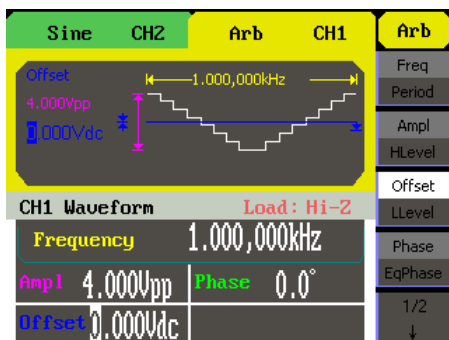 Sine CH2 Arb CH1 Arb
Offset
1.000,000kHz
4.000Vpp
0.000Vdc
Freq
Period
Ampl
HLevel
Offset
LLevel
Phase
EqPhase
1/2
↓
CH1 Waveform Load: Hi-Z
Frequency 1.000,000kHz
Ampl 4.000Vpp Phase 0.0°
Offset 0.000Vdc